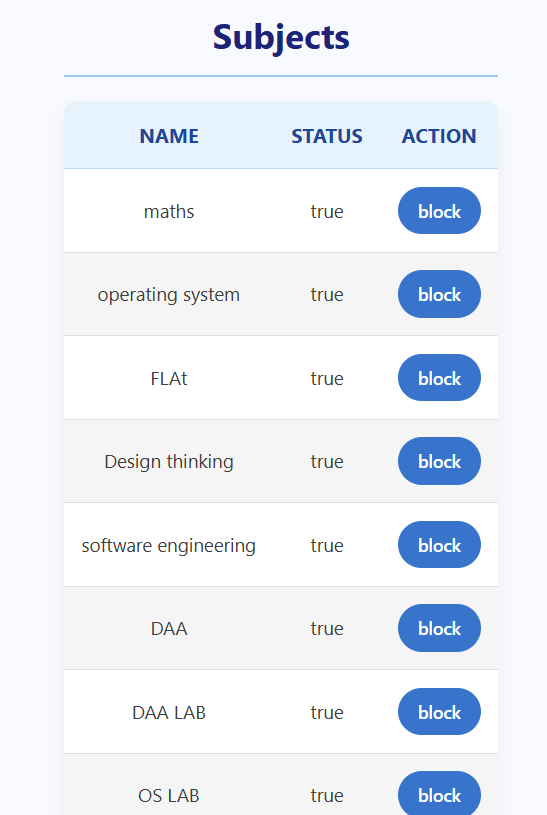 Subjects
NAME STATUS ACTION
maths true block
operating system true block
FLAt true block
Design thinking true block
software engineering true block
DAA true block
DAA LAB true block
OS LAB true block